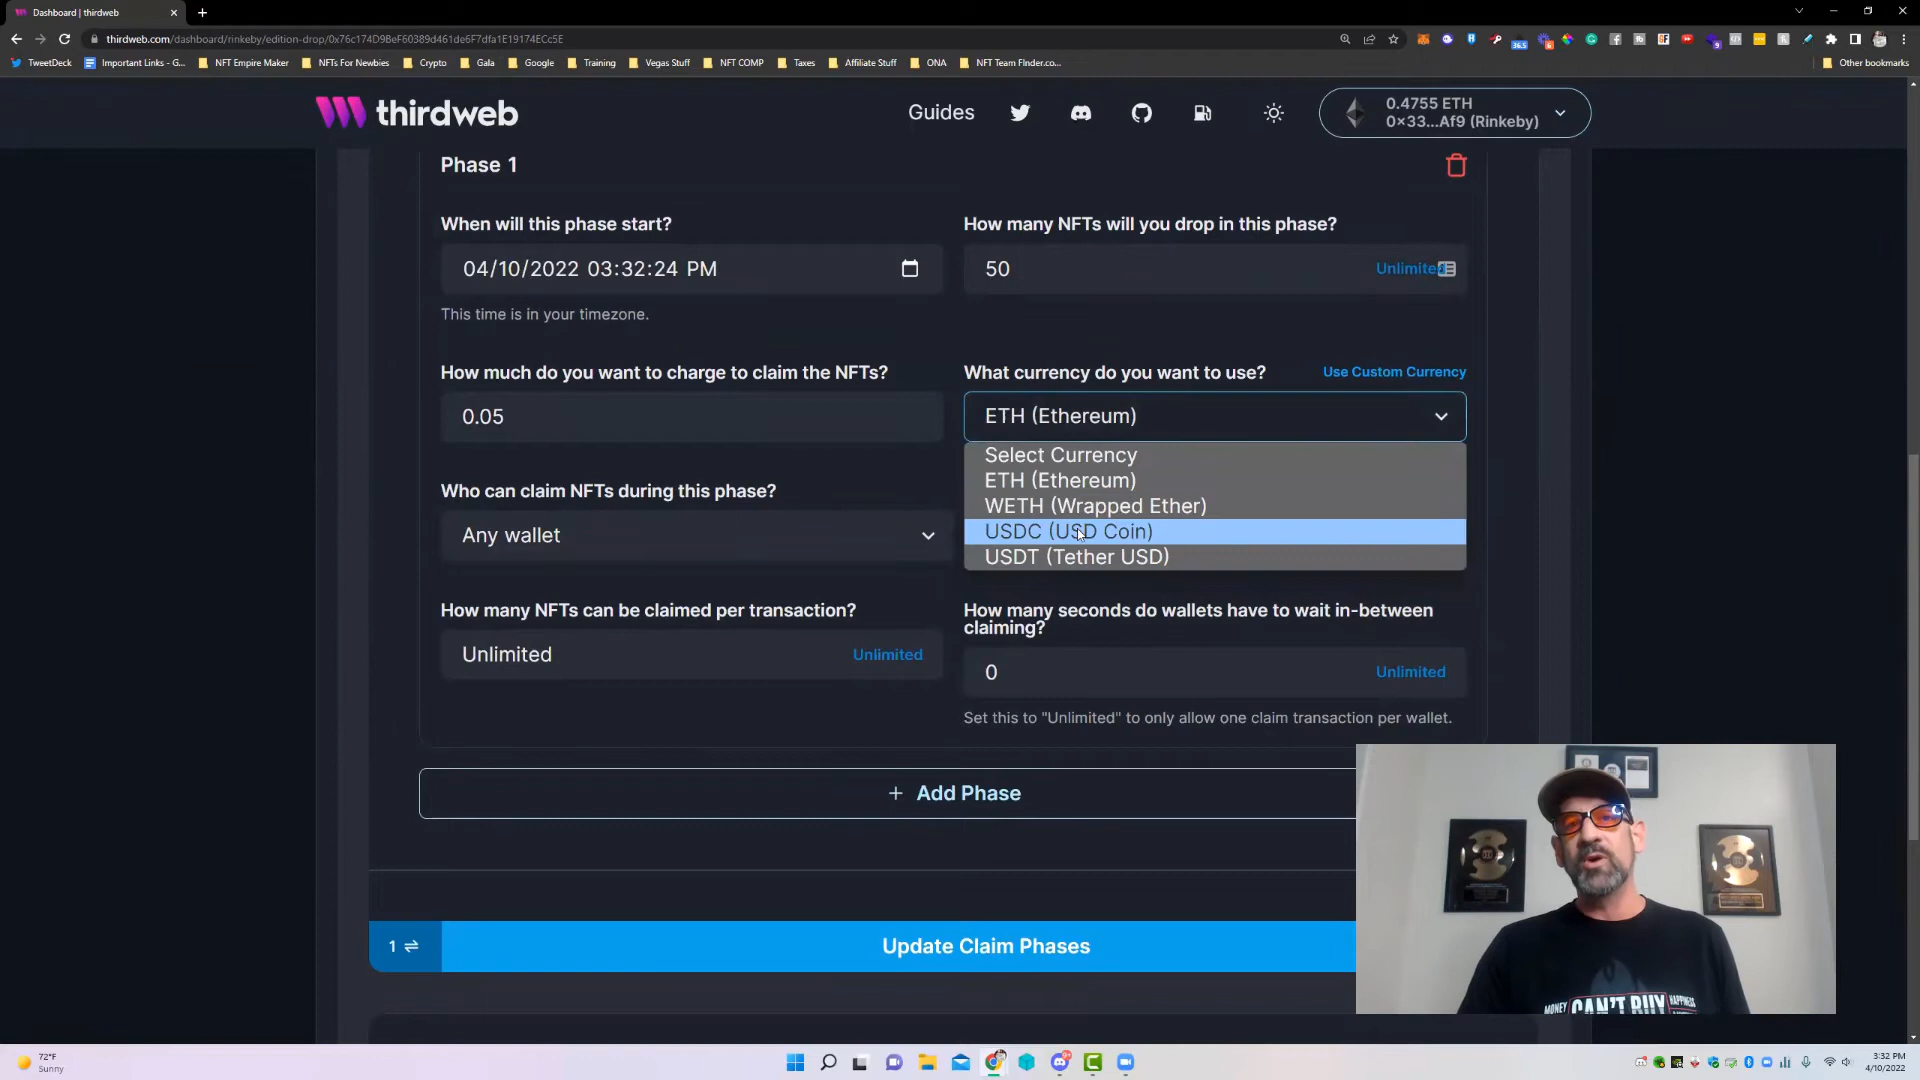 Dashboard | thirdweb
thirdweb.com/dashboard/rinkeby/edition-drop/0x76c174D9BeF60389d461de6F7dfa1E19174ECc5E
TweetDeck
Important Links - G...
NFT Empire Maker
NFTs For Newbies
Crypto
Gala
Google
Training
Vegas Stuff
NFT COMP
Taxes
Affiliate Stuff
ONA
NFT Team FInder.co...
Other bookmarks
thirdweb
Guides
0.4755 ETH
0x33...Af9 (Rinkeby)
Phase 1
When will this phase start?
How many NFTs will you drop in this phase?
04/10/2022 03:32:24 PM
50
Unlimited
This time is in your timezone.
How much do you want to charge to claim the NFTs?
What currency do you want to use?
Use Custom Currency
0.05
ETH (Ethereum)
Select Currency
ETH (Ethereum)
WETH (Wrapped Ether)
USDC (USD Coin)
USDT (Tether USD)
Who can claim NFTs during this phase?
Any wallet
How many NFTs can be claimed per transaction?
How many seconds do wallets have to wait in-between
claiming?
Unlimited
Unlimited
0
Unlimited
Set this to "Unlimited" to only allow one claim transaction per wallet.
+ Add Phase
1
Update Claim Phases
MONEY
CAN'T BUY
HAPPINESS
72°F
Sunny
3:32 PM
4/10/2022